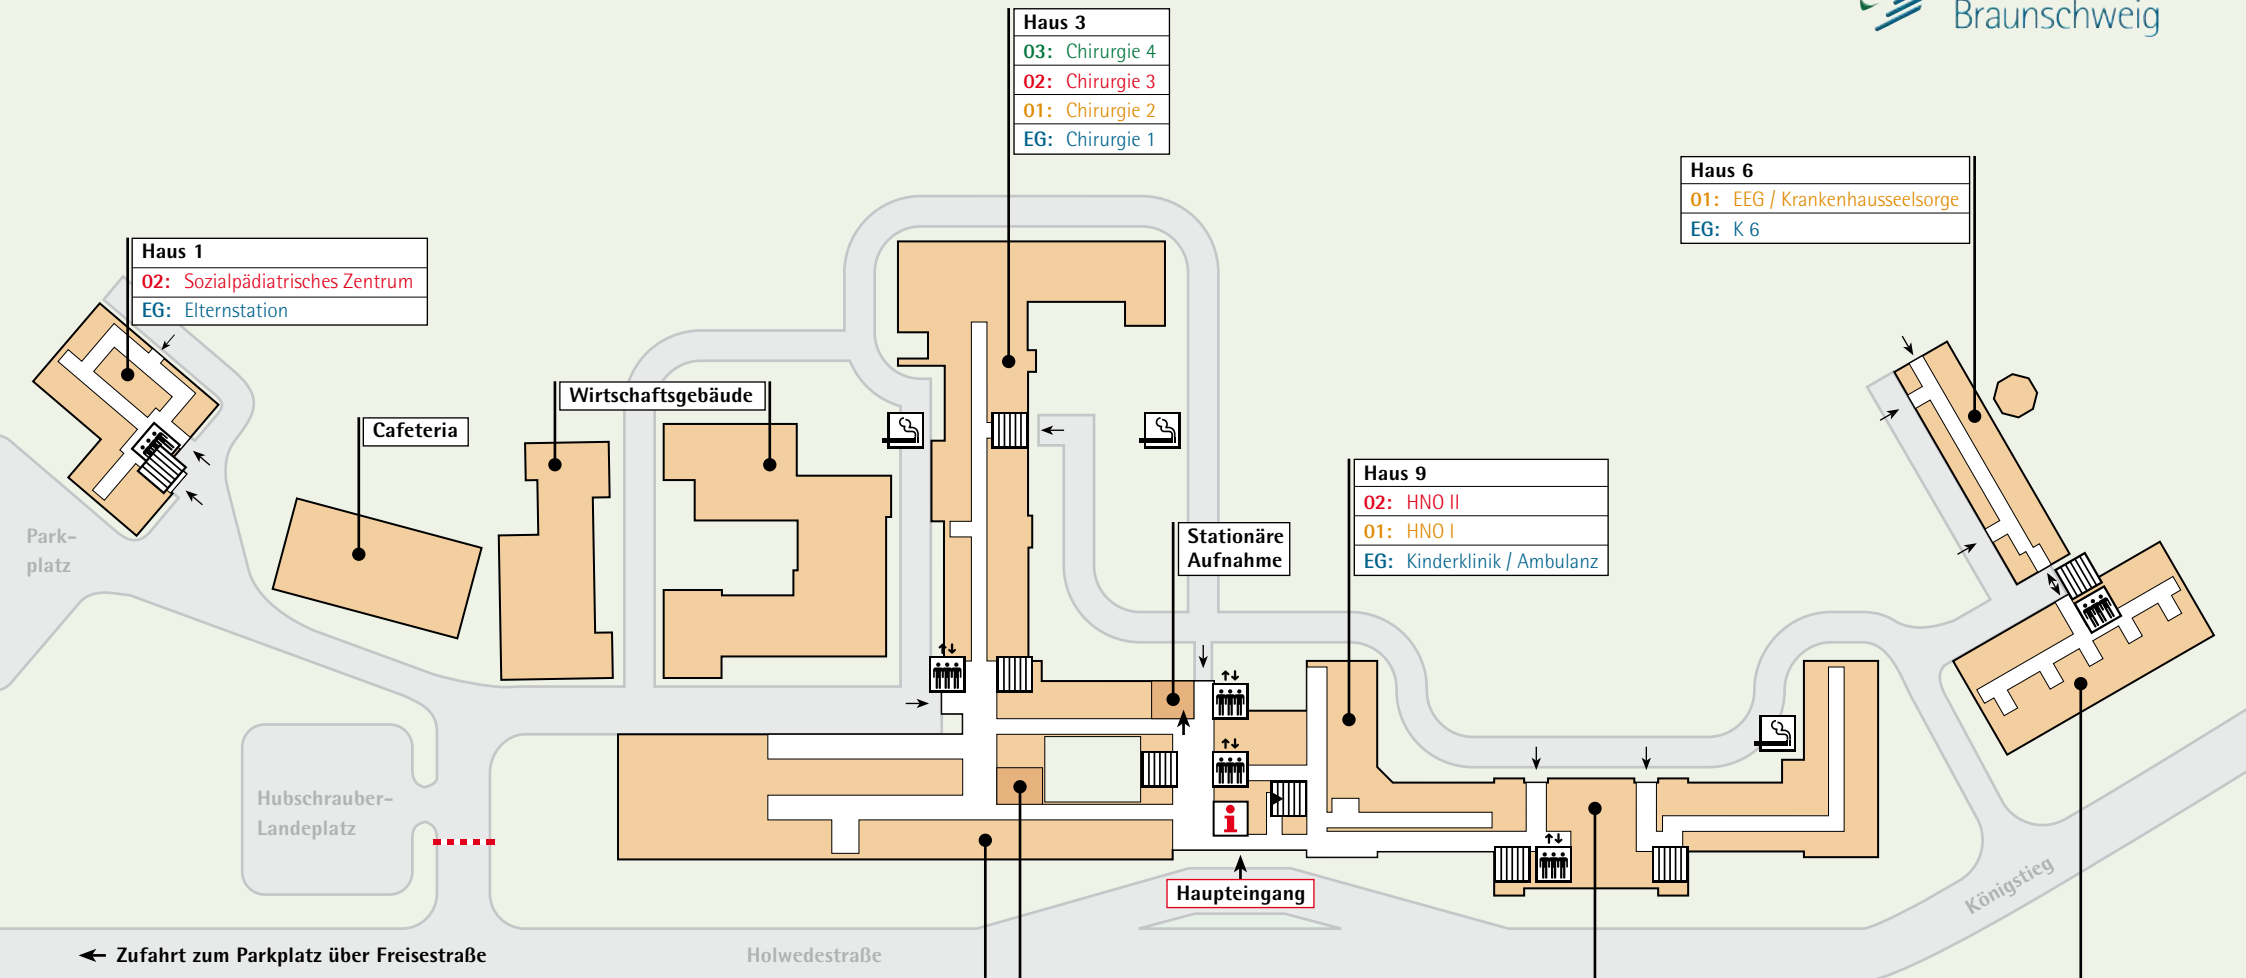 Braunschweig
Haus 3
03: Chirurgie 4
02: Chirurgie 3
01: Chirurgie 2
EG: Chirurgie 1
Haus 6
01: EEG / Krankenhausseelsorge
EG: K 6
Haus 1
02: Sozialpädiatrisches Zentrum
EG: Elternstation
Wirtschaftsgebäude
Cafeteria
Haus 9
02: HNO II
01: HNO I
EG: Kinderklinik / Ambulanz
Stationäre
Aufnahme
Park-
platz
Hubschrauber-
Landeplatz
i
Haupteingang
Königstieg
Zufahrt zum Parkplatz über Freisestraße
Holwedestraße